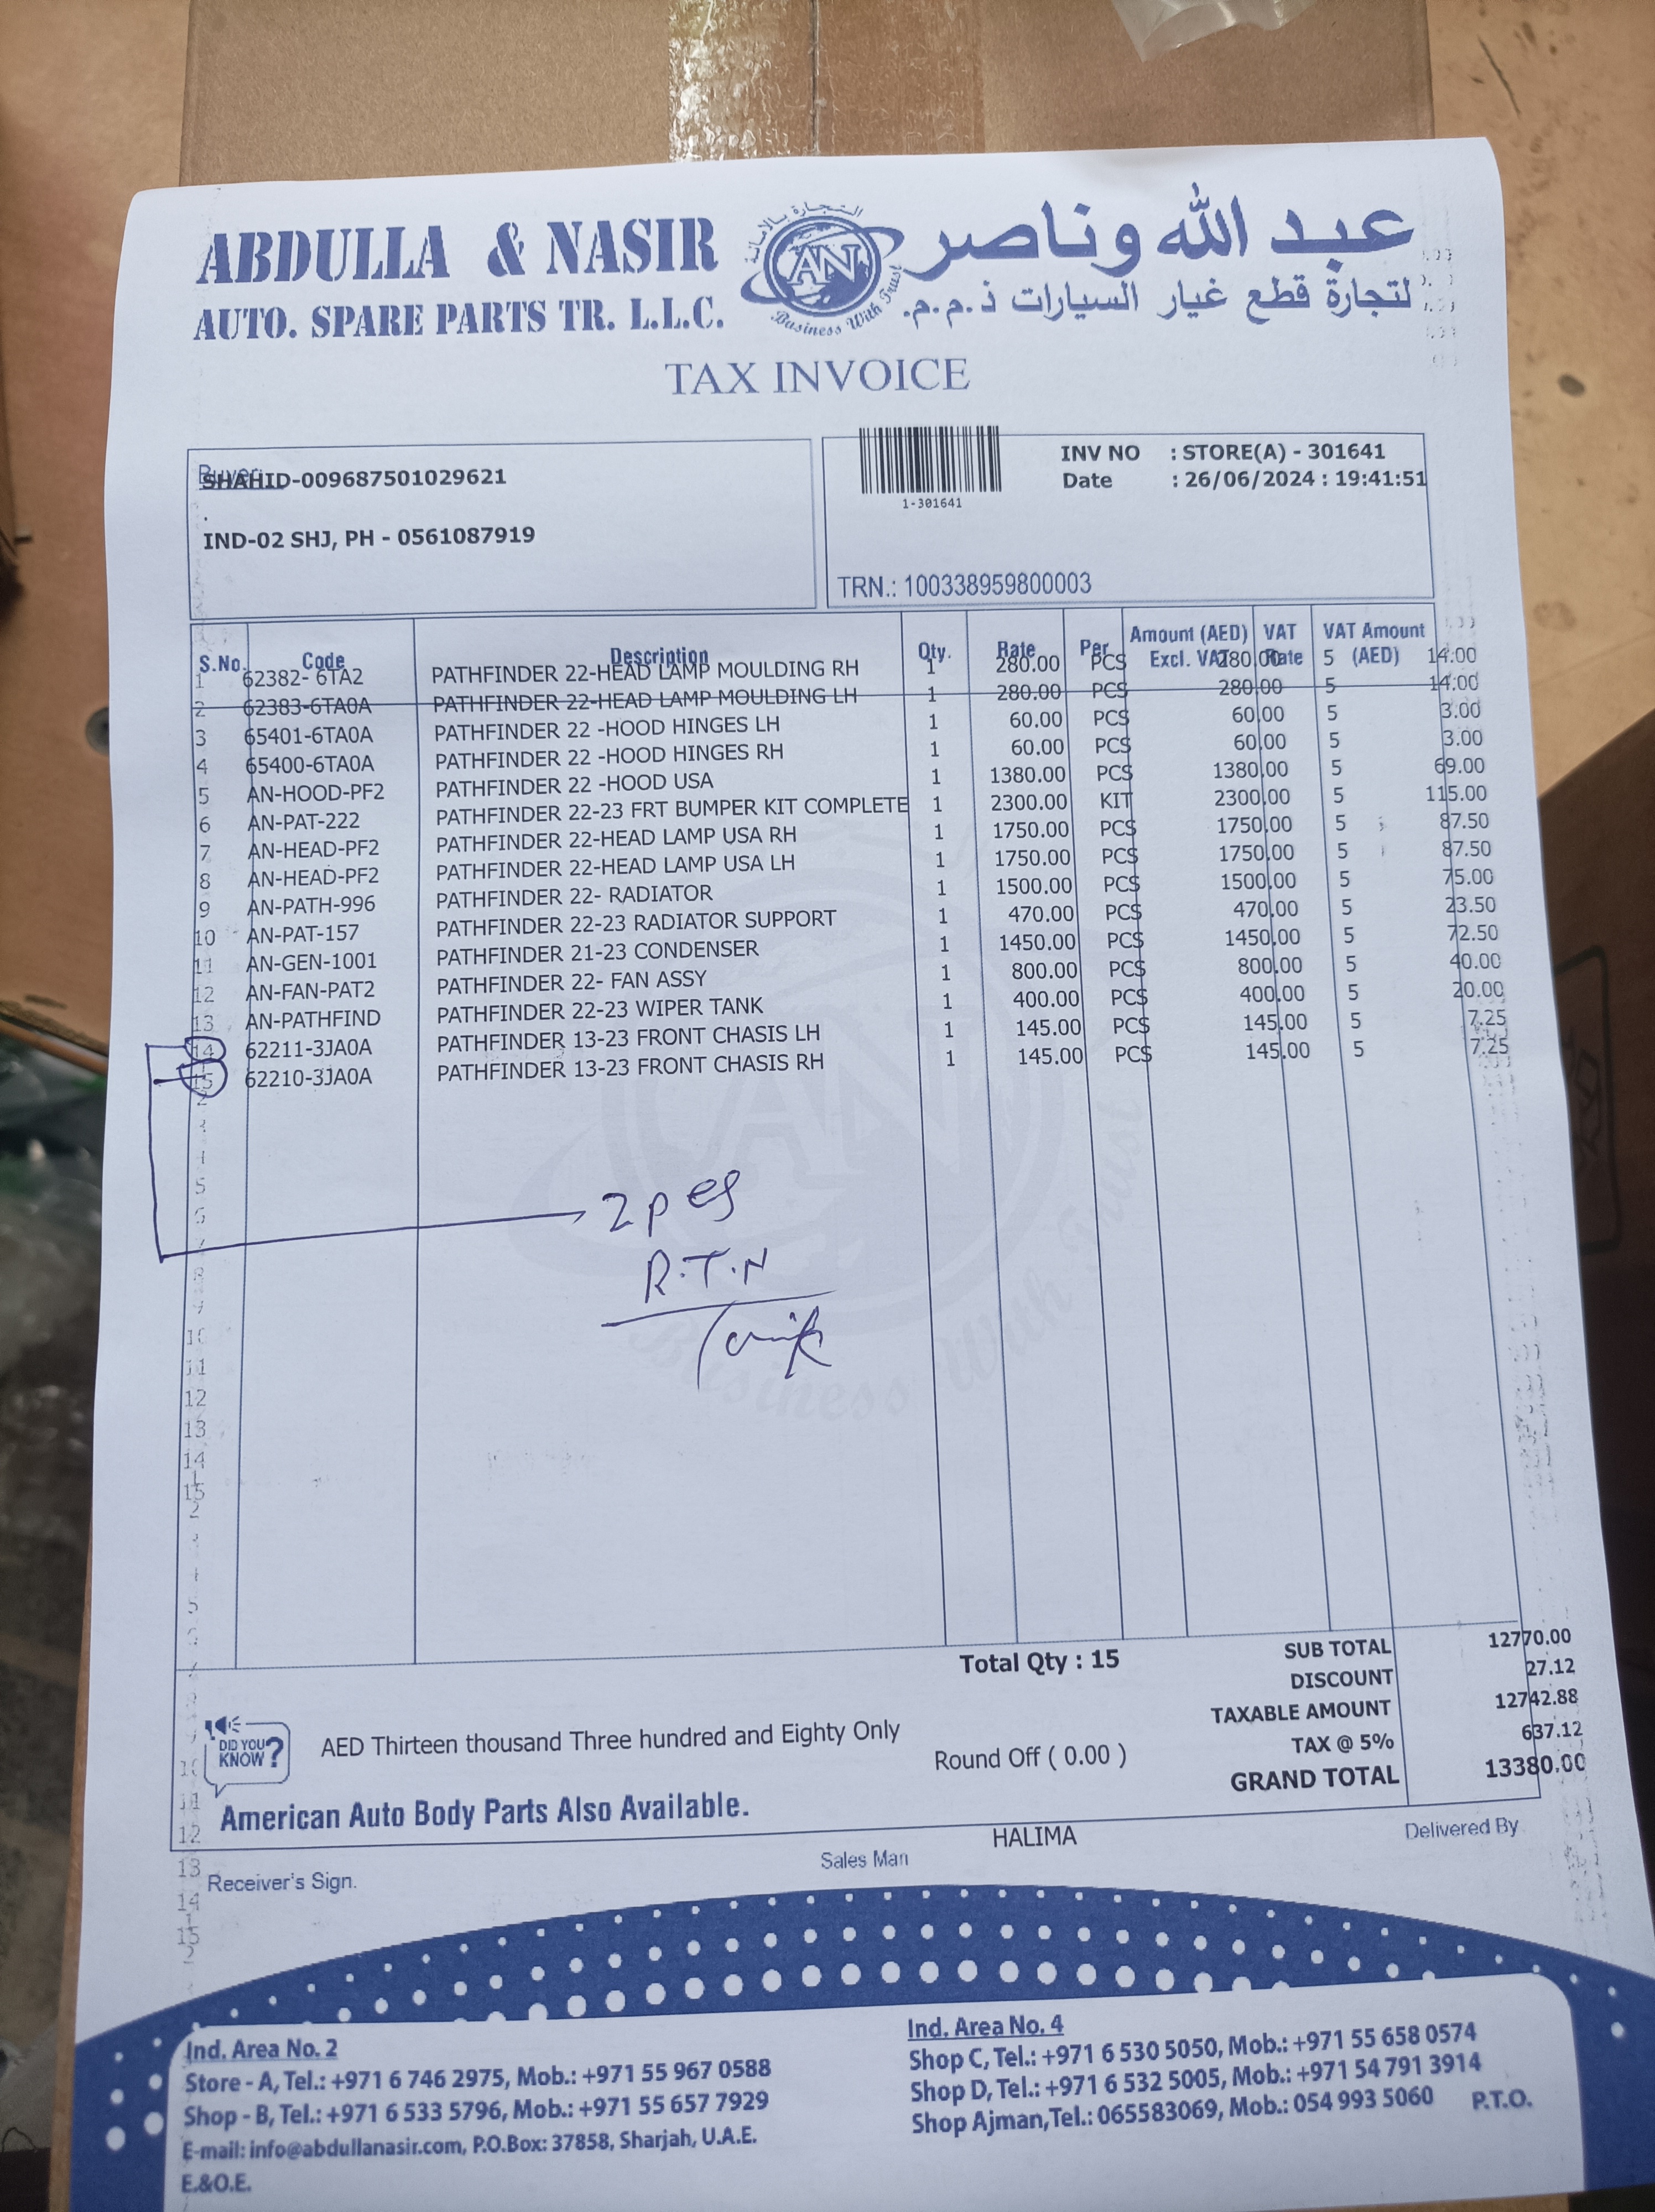 ABDULLA & NASIR
AUTO. SPARE PARTS TR. L.L.C.
التجارة بالأمانة
AN
Business With Trust
عبد الله وناصر
لتجارة قطع غيار السيارات ذ.م.م.
TAX INVOICE
Buyer:
SHAHID-009687501029621
.
IND-02 SHJ, PH - 0561087919
1-301641
INV NO : STORE(A) - 301641
Date : 26/06/2024 : 19:41:51
TRN.: 100338959800003
S.No. Code Description Qty. Rate Per Amount (AED) Excl. VAT VAT Rate VAT Amount (AED)
1 62382- 6TA2 PATHFINDER 22-HEAD LAMP MOULDING RH 1 280.00 PCS 280.00 5 14.00
2 62383-6TA0A PATHFINDER 22-HEAD LAMP MOULDING LH 1 280.00 PCS 280.00 5 14.00
3 65401-6TA0A PATHFINDER 22 -HOOD HINGES LH 1 60.00 PCS 60.00 5 3.00
4 65400-6TA0A PATHFINDER 22 -HOOD HINGES RH 1 60.00 PCS 60.00 5 3.00
5 AN-HOOD-PF2 PATHFINDER 22 -HOOD USA 1 1380.00 PCS 1380.00 5 69.00
6 AN-PAT-222 PATHFINDER 22-23 FRT BUMPER KIT COMPLETE 1 2300.00 KIT 2300.00 5 115.00
7 AN-HEAD-PF2 PATHFINDER 22-HEAD LAMP USA RH 1 1750.00 PCS 1750.00 5 87.50
8 AN-HEAD-PF2 PATHFINDER 22-HEAD LAMP USA LH 1 1750.00 PCS 1750.00 5 87.50
9 AN-PATH-996 PATHFINDER 22- RADIATOR 1 1500.00 PCS 1500.00 5 75.00
10 AN-PAT-157 PATHFINDER 22-23 RADIATOR SUPPORT 1 470.00 PCS 470.00 5 23.50
11 AN-GEN-1001 PATHFINDER 21-23 CONDENSER 1 1450.00 PCS 1450.00 5 72.50
12 AN-FAN-PAT2 PATHFINDER 22- FAN ASSY 1 800.00 PCS 800.00 5 40.00
13 AN-PATHFIND PATHFINDER 22-23 WIPER TANK 1 400.00 PCS 400.00 5 20.00
14 62211-3JA0A PATHFINDER 13-23 FRONT CHASIS LH 1 145.00 PCS 145.00 5 7.25
15 62210-3JA0A PATHFINDER 13-23 FRONT CHASIS RH 1 145.00 PCS 145.00 5 7.25
2 pes
R.T.N
AN
Business With Trust
Total Qty : 15
SUB TOTAL 12770.00
DISCOUNT 27.12
TAXABLE AMOUNT 12742.88
TAX @ 5% 637.12
GRAND TOTAL 13380.00
DID YOU KNOW?
AED Thirteen thousand Three hundred and Eighty Only
Round Off ( 0.00 )
American Auto Body Parts Also Available.
HALIMA
Receiver's Sign.
Sales Man
Delivered By
Ind. Area No. 2
Store - A, Tel.: +971 6 746 2975, Mob.: +971 55 967 0588
Shop - B, Tel.: +971 6 533 5796, Mob.: +971 55 657 7929
E-mail: info@abdullanasir.com, P.O.Box: 37858, Sharjah, U.A.E.
E.&O.E.
Ind. Area No. 4
Shop C, Tel.: +971 6 530 5050, Mob.: +971 55 658 0574
Shop D, Tel.: +971 6 532 5005, Mob.: +971 54 791 3914
Shop Ajman,Tel.: 065583069, Mob.: 054 993 5060
P.T.O.